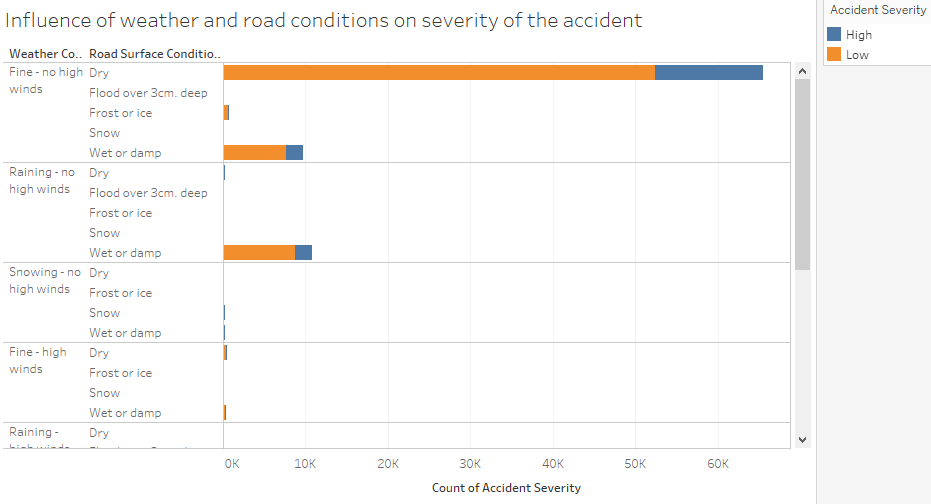 Influence of weather and road conditions on severity of the accident
Accident Severity
High
Low
Weather Co.. Road Surface Conditio..
Fine - no high winds
Dry
Flood over 3cm. deep
Frost or ice
Snow
Wet or damp
Raining - no high winds
Dry
Flood over 3cm. deep
Frost or ice
Snow
Wet or damp
Snowing - no high winds
Dry
Frost or ice
Snow
Wet or damp
Fine - high winds
Dry
Frost or ice
Snow
Wet or damp
Raining -
Dry
0K 10K 20K 30K 40K 50K 60K
Count of Accident Severity